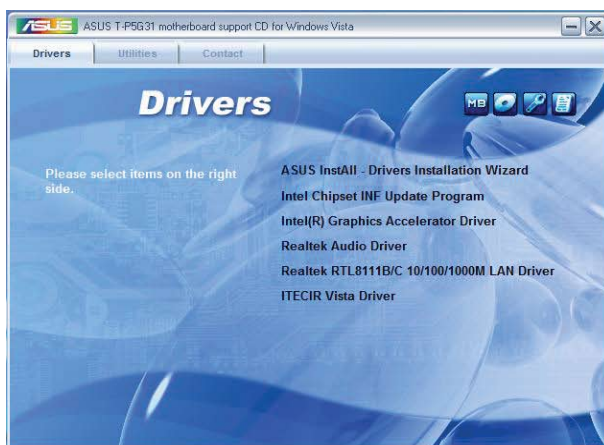 ASUS ASUS T-P5G31 motherboard support CD for Windows Vista
Drivers Utilities Contact
Drivers
MB
Please select items on the right
side.
ASUS InstAll - Drivers Installation Wizard
Intel Chipset INF Update Program
Intel(R) Graphics Accelerator Driver
Realtek Audio Driver
Realtek RTL8111B/C 10/100/1000M LAN Driver
ITECIR Vista Driver